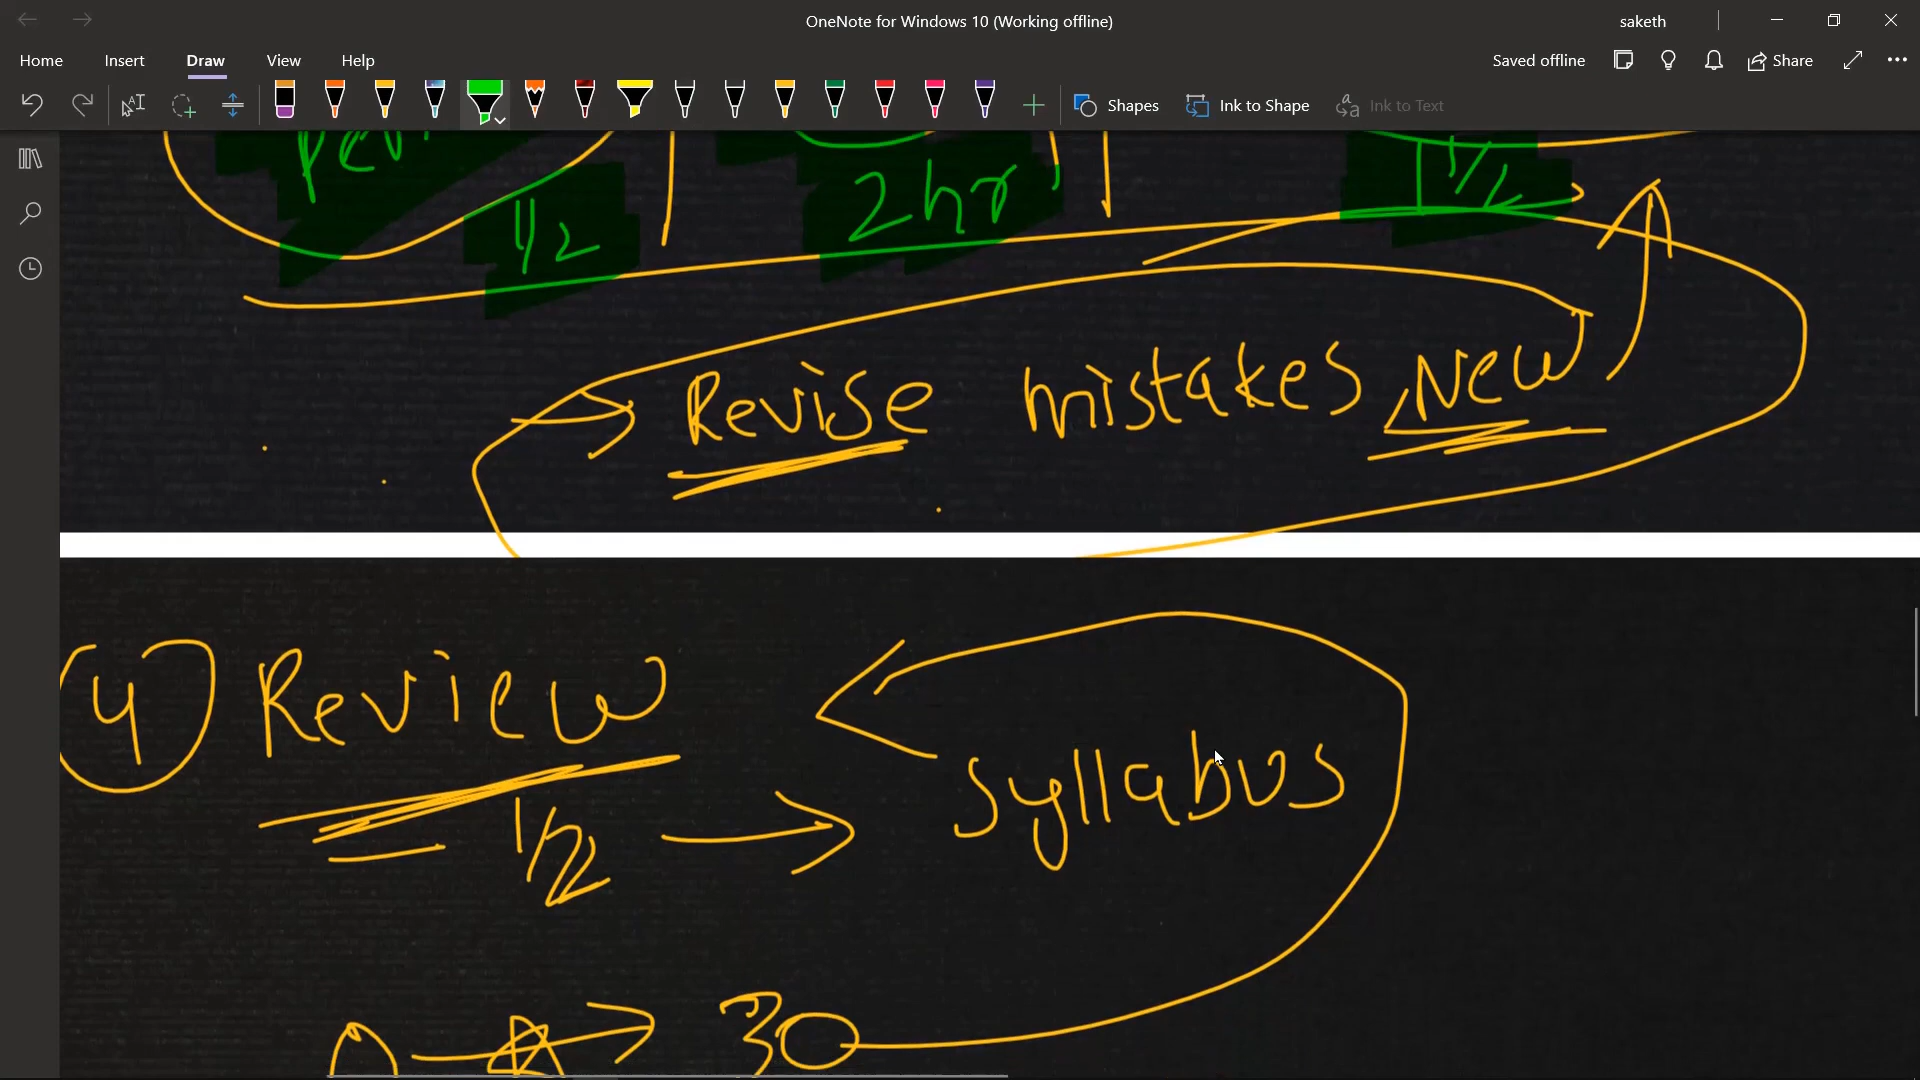 OneNote for Windows 10 (Working offline)
saketh
Home Insert Draw View Help
Saved offline
Share
Shapes
Ink to Shape
Ink to Text
1/2
2hr
1 1/2
Revise mistakes New
4 Review
syllabus
1/2
30